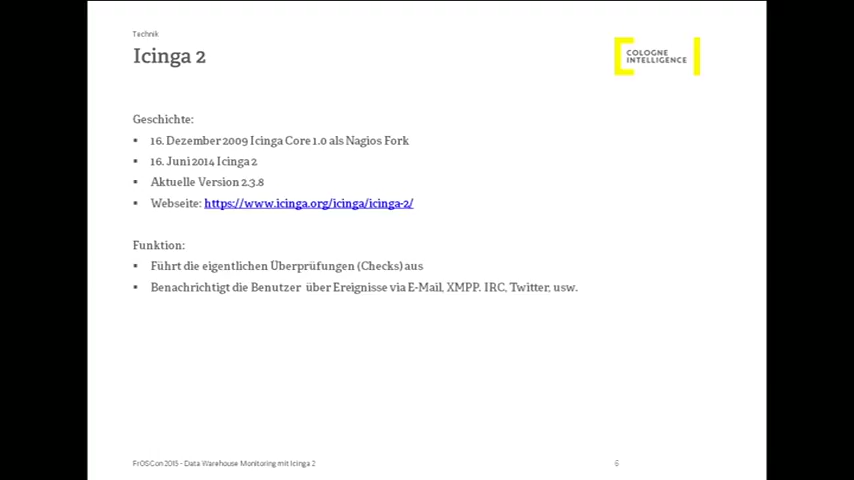 Technik
Icinga 2
COLOGNE
INTELLIGENCE
Geschichte:
▪ 16. Dezember 2009 Icinga Core 1.0 als Nagios Fork
▪ 16. Juni 2014 Icinga 2
▪ Aktuelle Version 2.3.8
▪ Webseite: https://www.icinga.org/icinga/icinga-2/
Funktion:
▪ Führt die eigentlichen Überprüfungen (Checks) aus
▪ Benachrichtigt die Benutzer über Ereignisse via E-Mail, XMPP. IRC, Twitter, usw.
FrOSCon 2015 - Data Warehouse Monitoring mit Icinga 2
6